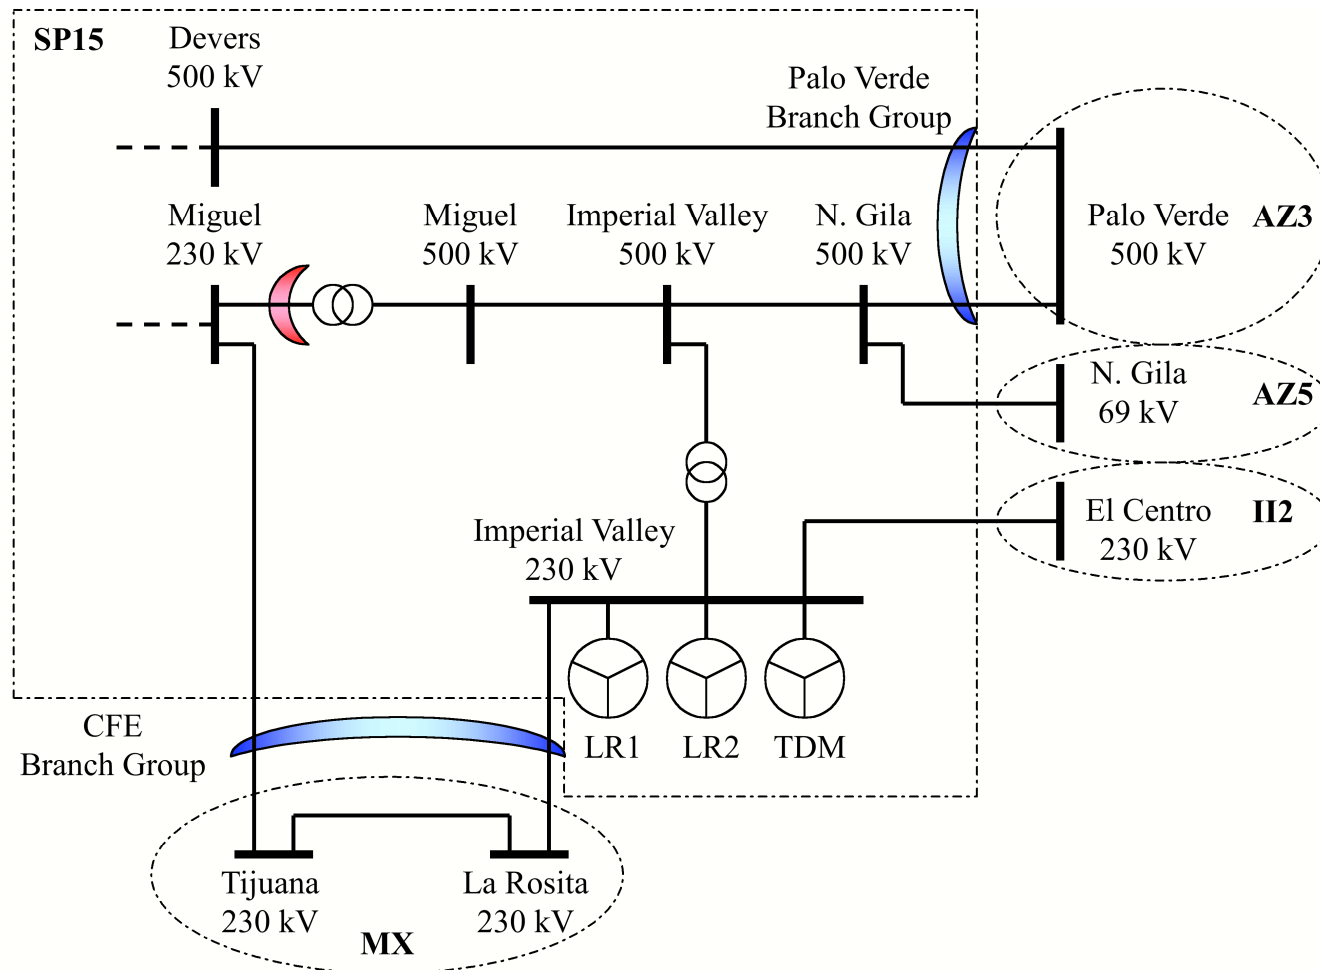 SP15
Devers
500 kV
Palo Verde
Branch Group
Miguel
230 kV
Miguel
500 kV
Imperial Valley
500 kV
N. Gila
500 kV
Palo Verde
500 kV
AZ3
N. Gila
69 kV
AZ5
El Centro
230 kV
II2
Imperial Valley
230 kV
LR1
LR2
TDM
CFE
Branch Group
Tijuana
230 kV
La Rosita
230 kV
MX